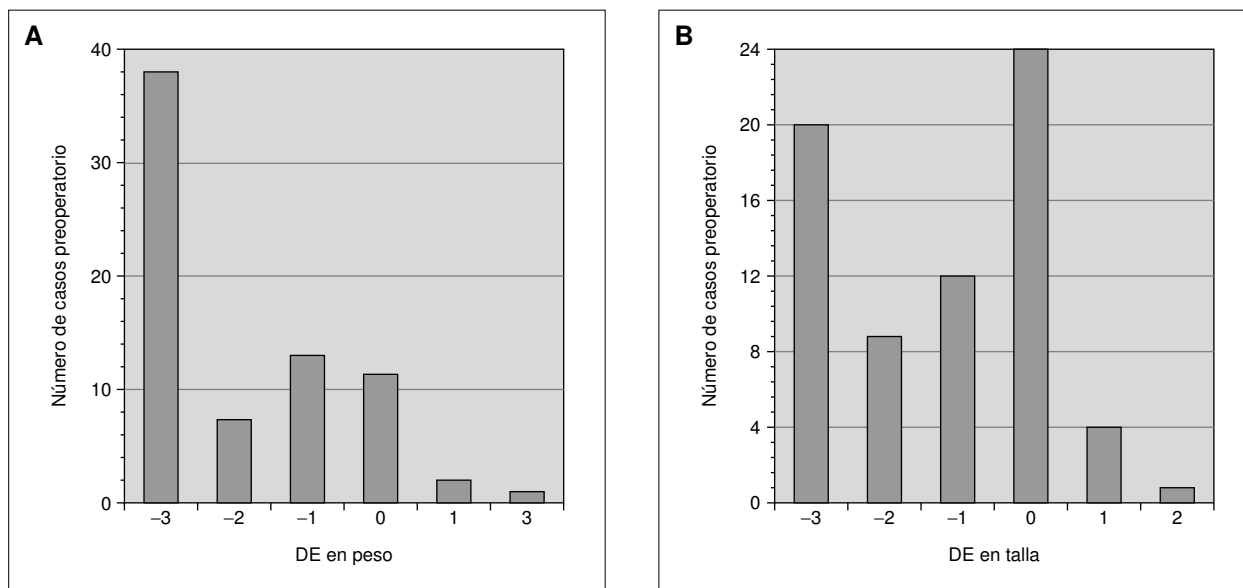 A
Número de casos preoperatorio
40
30
20
10
0
−3 −2 −1 0 1 3
DE en peso
B
Número de casos preoperatorio
24
20
16
12
8
4
0
−3 −2 −1 0 1 2
DE en talla